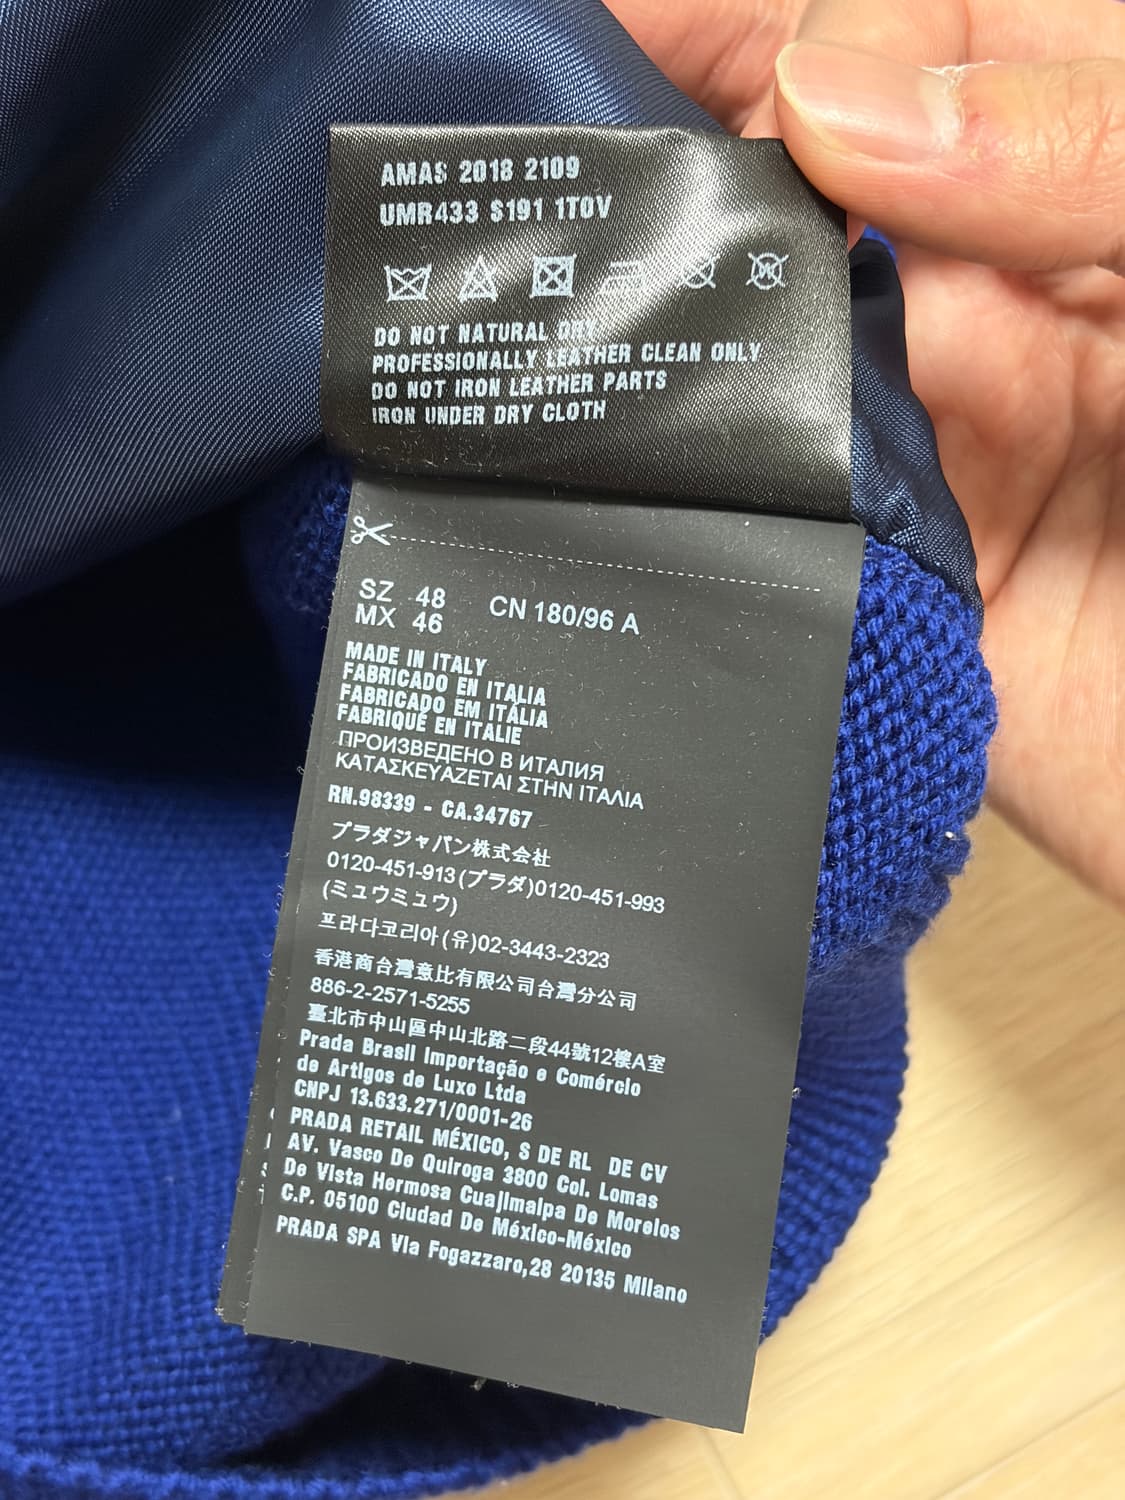 AMAS 2018 2109
UMR433 S191 1T0V
DO NOT NATURAL DRY
PROFESSIONALLY LEATHER CLEAN ONLY
DO NOT IRON LEATHER PARTS
IRON UNDER DRY CLOTH
SZ 48 CN 180/96 A
MX 46
MADE IN ITALY
FABRICADO EN ITALIA
FABRICADO EM ITÁLIA
FABRIQUÉ EN ITALIE
ПРОИЗВЕДЕНО В ИТАЛИЯ
ΚΑΤΑΣΚΕΥΑΖΕΤΑΙ ΣΤΗΝ ΙΤΑΛΙΑ
RN.98339 - CA.34767
プラダジャパン株式会社
0120-451-913(プラダ)0120-451-993
(ミュウミュウ)
프라다코리아(유)02-3443-2323
香港商台灣意比有限公司台灣分公司
886-2-2571-5255
臺北市中山區中山北路二段44號12樓A室
Prada Brasil Importação e Comércio
de Artigos de Luxo Ltda
CNPJ 13.633.271/0001-26
PRADA RETAIL MÉXICO, S DE RL DE CV
AV. Vasco De Quiroga 3800 Col. Lomas
De Vista Hermosa Cuajimalpa De Morelos
C.P. 05100 Ciudad De México-México
PRADA SPA Via Fogazzaro,28 20135 Milano